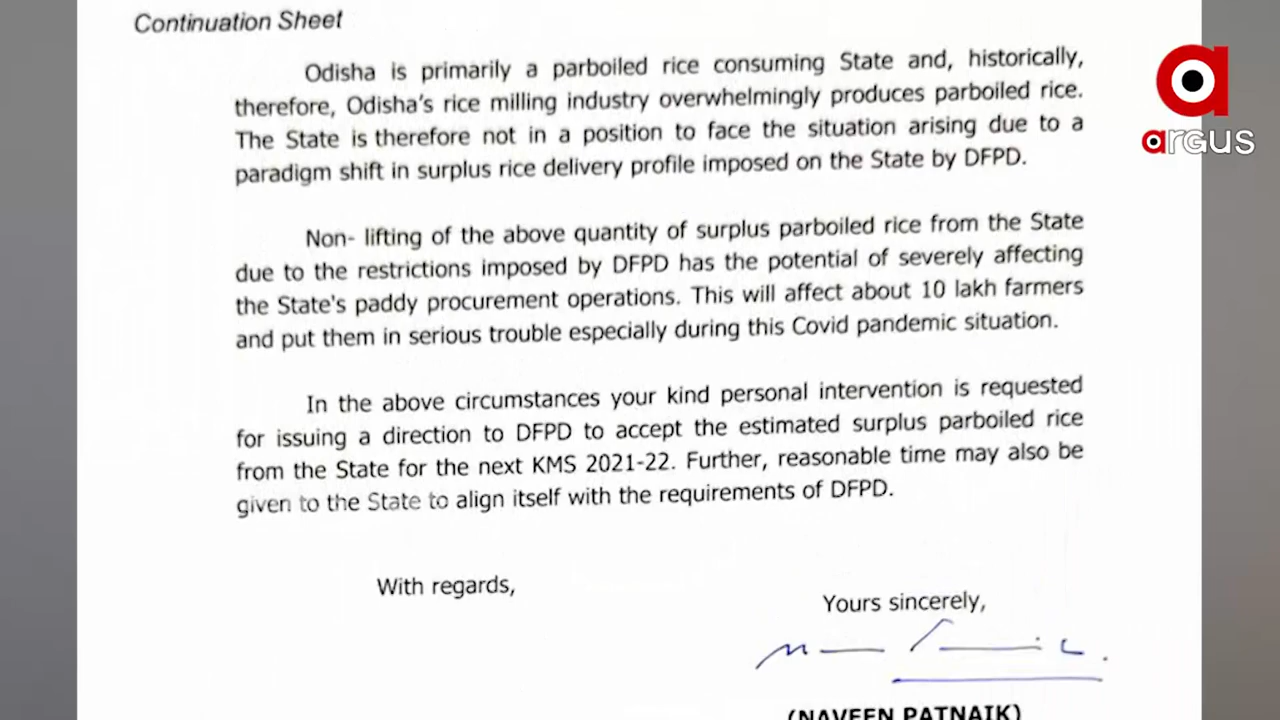 Continuation Sheet
argus
Odisha is primarily a parboiled rice consuming State and, historically,
therefore, Odisha's rice milling industry overwhelmingly produces parboiled rice.
The State is therefore not in a position to face the situation arising due to a
paradigm shift in surplus rice delivery profile imposed on the State by DFPD.
Non- lifting of the above quantity of surplus parboiled rice from the State
due to the restrictions imposed by DFPD has the potential of severely affecting
the State's paddy procurement operations. This will affect about 10 lakh farmers
and put them in serious trouble especially during this Covid pandemic situation.
In the above circumstances your kind personal intervention is requested
for issuing a direction to DFPD to accept the estimated surplus parboiled rice
from the State for the next KMS 2021-22. Further, reasonable time may also be
given to the State to align itself with the requirements of DFPD.
With regards,
Yours sincerely,
(NAVEEN PATNAIK)